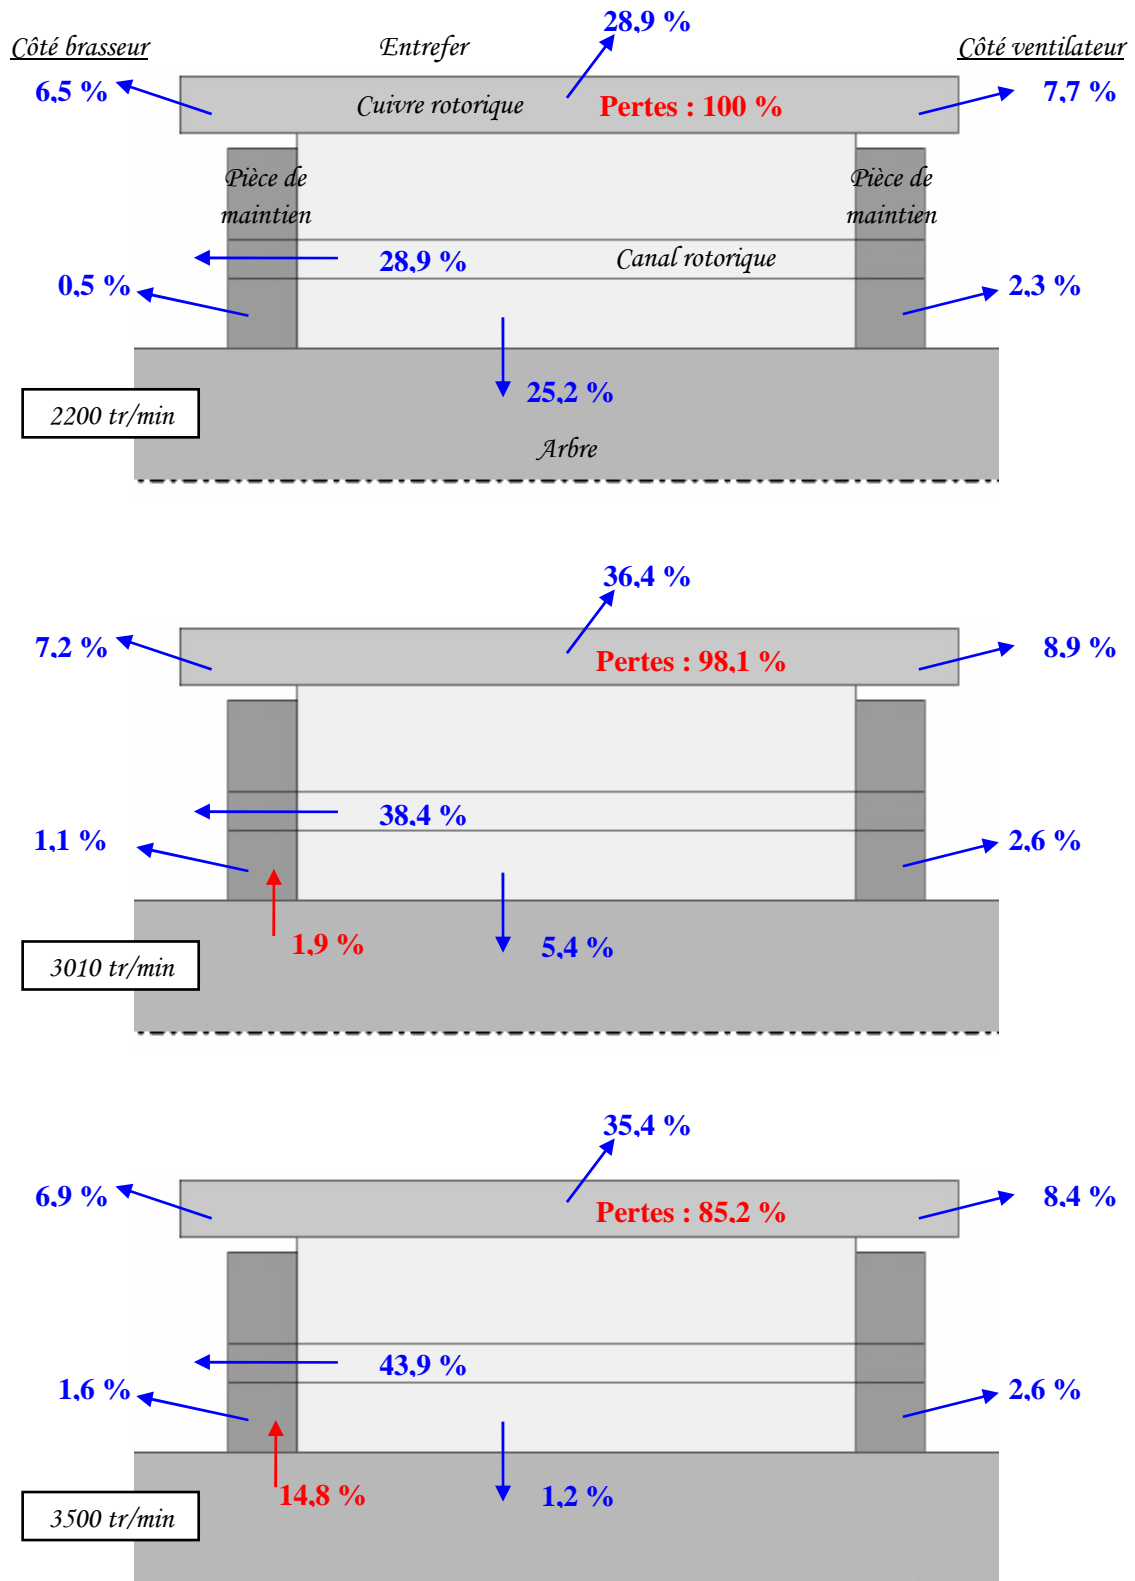 28,9 %
Côté brasseur
Entrefer
Côté ventilateur
6,5 %
Cuivre rotorique
Pertes : 100 %
7,7 %
Pièce de
maintien
Pièce de
maintien
28,9 %
Canal rotorique
0,5 %
2,3 %
25,2 %
2200 tr/min
Arbre
36,4 %
7,2 %
Pertes : 98,1 %
8,9 %
38,4 %
1,1 %
2,6 %
1,9 %
5,4 %
3010 tr/min
35,4 %
6,9 %
Pertes : 85,2 %
8,4 %
43,9 %
1,6 %
2,6 %
14,8 %
1,2 %
3500 tr/min